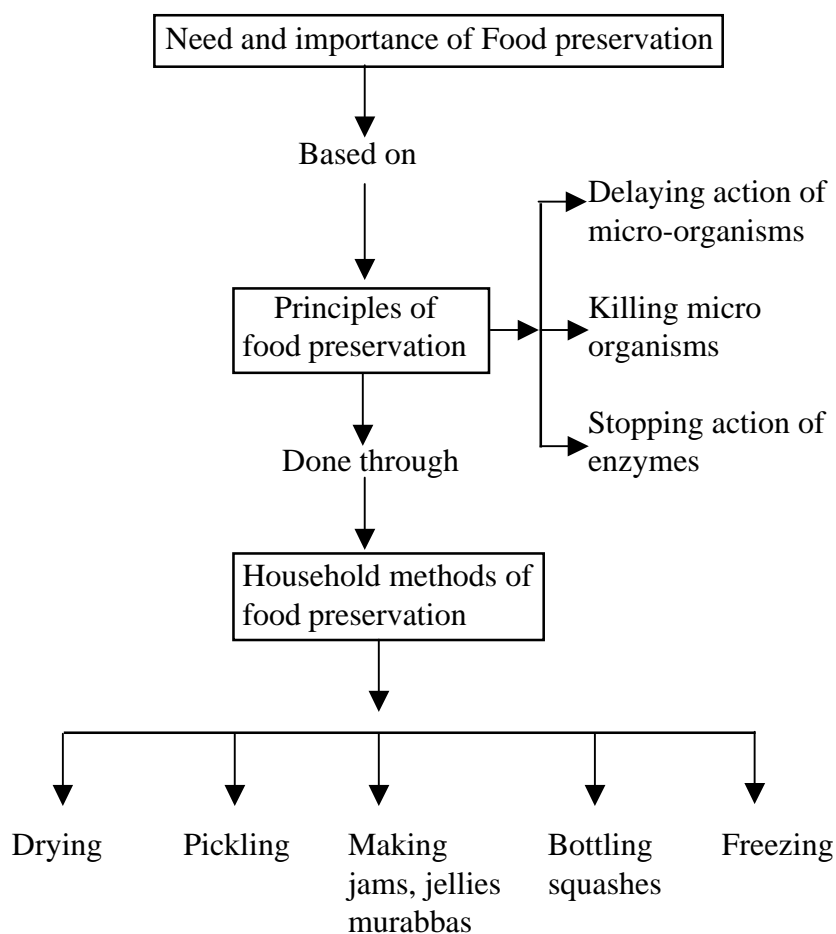 Need and importance of Food preservation
Based on
Principles of
food preservation
Delaying action of
micro-organisms
Killing micro
organisms
Stopping action of
enzymes
Done through
Household methods of
food preservation
Drying
Pickling
Making
jams, jellies
murabbas
Bottling
squashes
Freezing